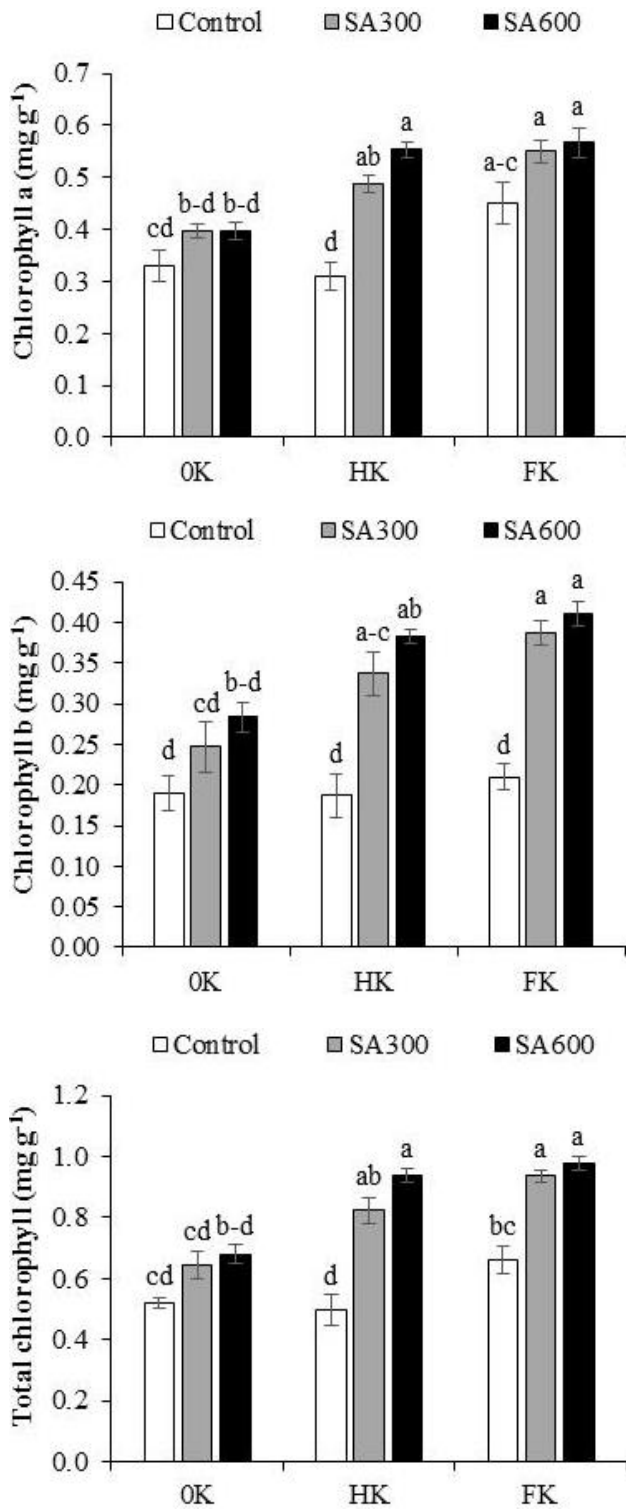 Control SA300 SA600
Chlorophyll a (mg g⁻¹)
0.7
0.6
0.5
0.4
0.3
0.2
0.1
0.0
cd b-d b-d
d ab a
a-c a a
0K HK FK
Control SA300 SA600
Chlorophyll b (mg g⁻¹)
0.45
0.40
0.35
0.30
0.25
0.20
0.15
0.10
0.05
0.00
d cd b-d
d a-c ab
d a a
0K HK FK
Control SA300 SA600
Total chlorophyll (mg g⁻¹)
1.2
1.0
0.8
0.6
0.4
0.2
0.0
cd cd b-d
d ab a
bc a a
0K HK FK